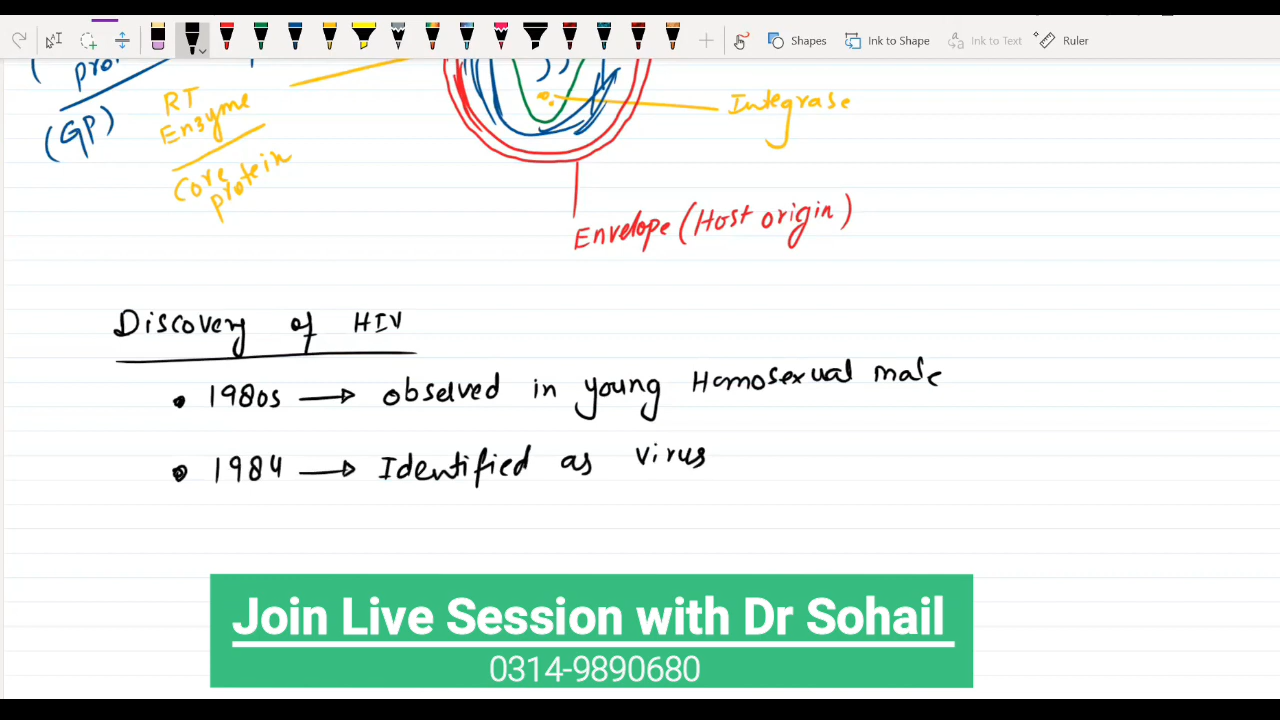 Shapes
Ink to Shape
Ink to Text
Ruler
(GP)
RT
Enzyme
Core
protein
Integrase
Envelope (Host origin)
Discovery of HIV
• 1980s → observed in young Homosexual male
• 1984 → Identified as virus
Join Live Session with Dr Sohail
0314-9890680